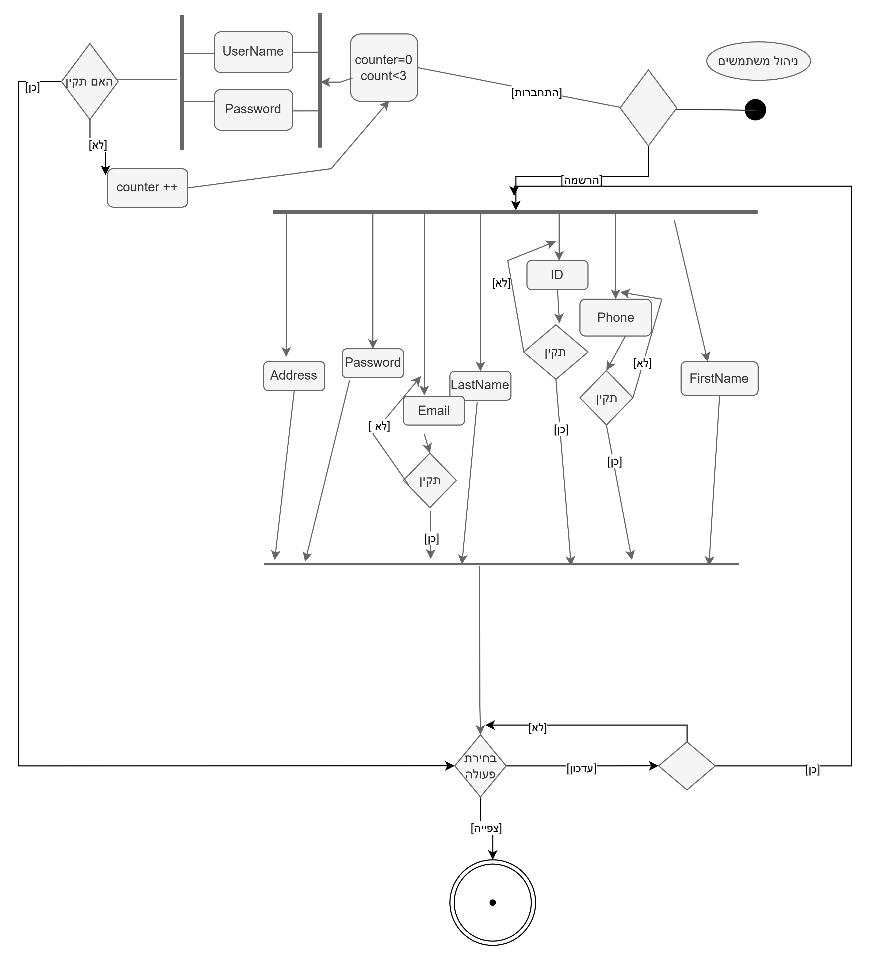 ניהול משתמשים
[התחברות]
counter=0
count<3
UserName
Password
האם תקין
[כן]
[לא]
counter ++
[הרשמה]
ID
[לא]
תקין
[כן]
Phone
[לא]
תקין
[כן]
FirstName
LastName
Email
[לא ]
תקין
[כן]
Password
Address
בחירת
פעולה
[לא]
[עדכון]
[כן]
[צפייה]